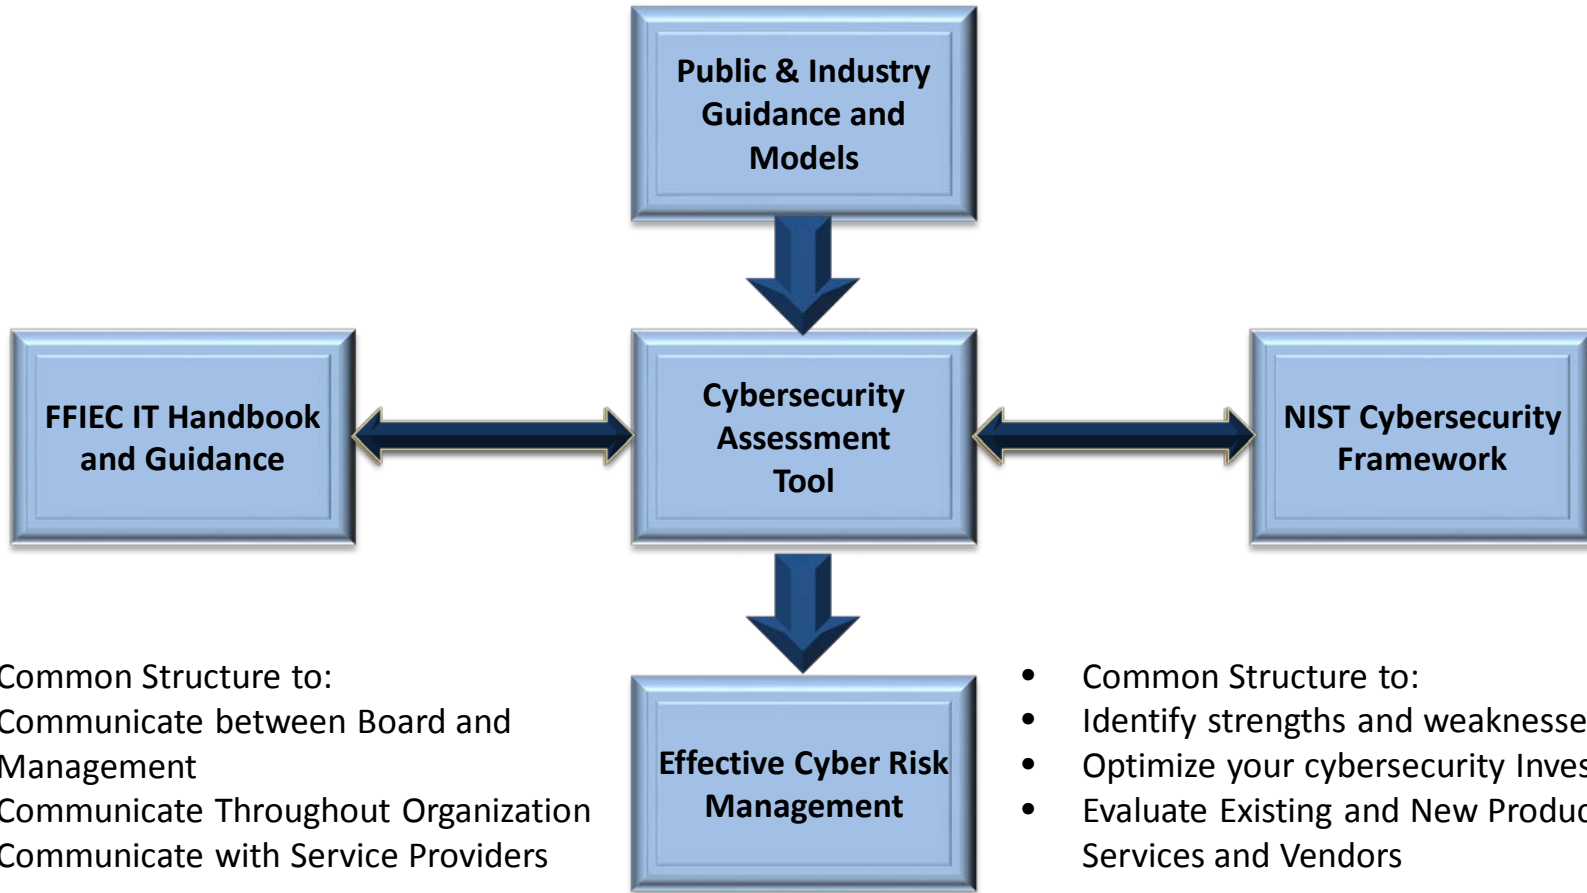 Public & Industry
Guidance and
Models
FFIEC IT Handbook
and Guidance
Cybersecurity
Assessment
Tool
NIST Cybersecurity
Framework
Effective Cyber Risk
Management
Common Structure to:
Communicate between Board and
Management
Communicate Throughout Organization
Communicate with Service Providers
• Common Structure to:
• Identify strengths and weaknesse
• Optimize your cybersecurity Inves
• Evaluate Existing and New Produc
Services and Vendors